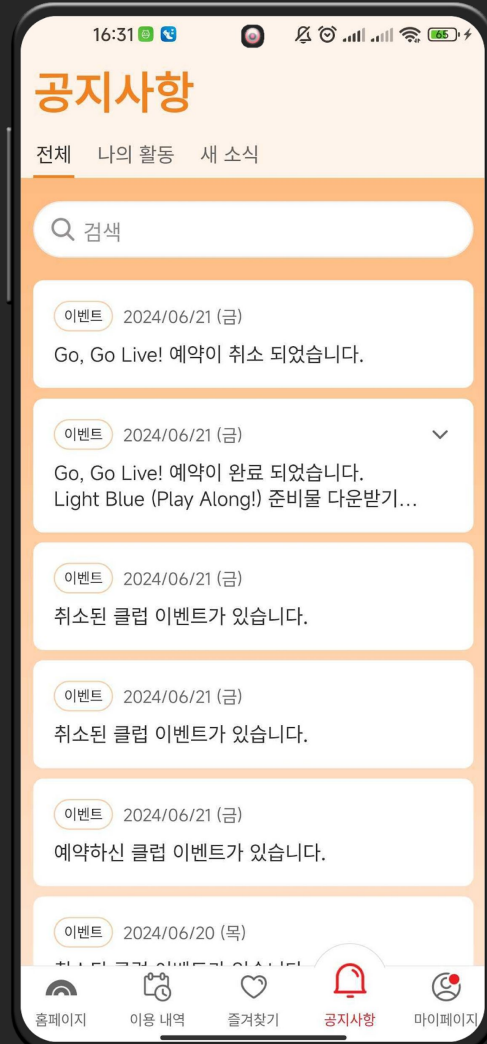 16:31
65
공지사항
전체 나의 활동 새 소식
검색
이벤트 2024/06/21 (금)
Go, Go Live! 예약이 취소 되었습니다.
이벤트 2024/06/21 (금)
Go, Go Live! 예약이 완료 되었습니다.
Light Blue (Play Along!) 준비물 다운받기...
이벤트 2024/06/21 (금)
취소된 클럽 이벤트가 있습니다.
이벤트 2024/06/21 (금)
취소된 클럽 이벤트가 있습니다.
이벤트 2024/06/21 (금)
예약하신 클럽 이벤트가 있습니다.
이벤트 2024/06/20 (목)
홈페이지 이용 내역 즐겨찾기 공지사항 마이페이지